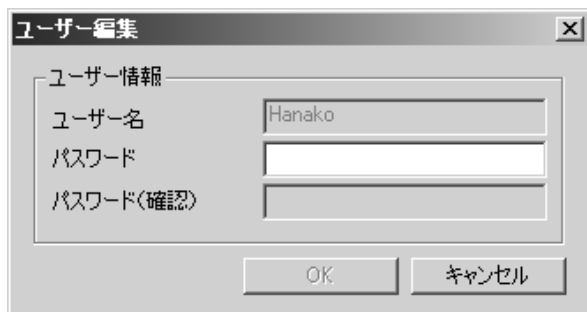 ユーザー編集
ユーザー情報
ユーザー名 Hanako
パスワード
パスワード(確認)
OK キャンセル